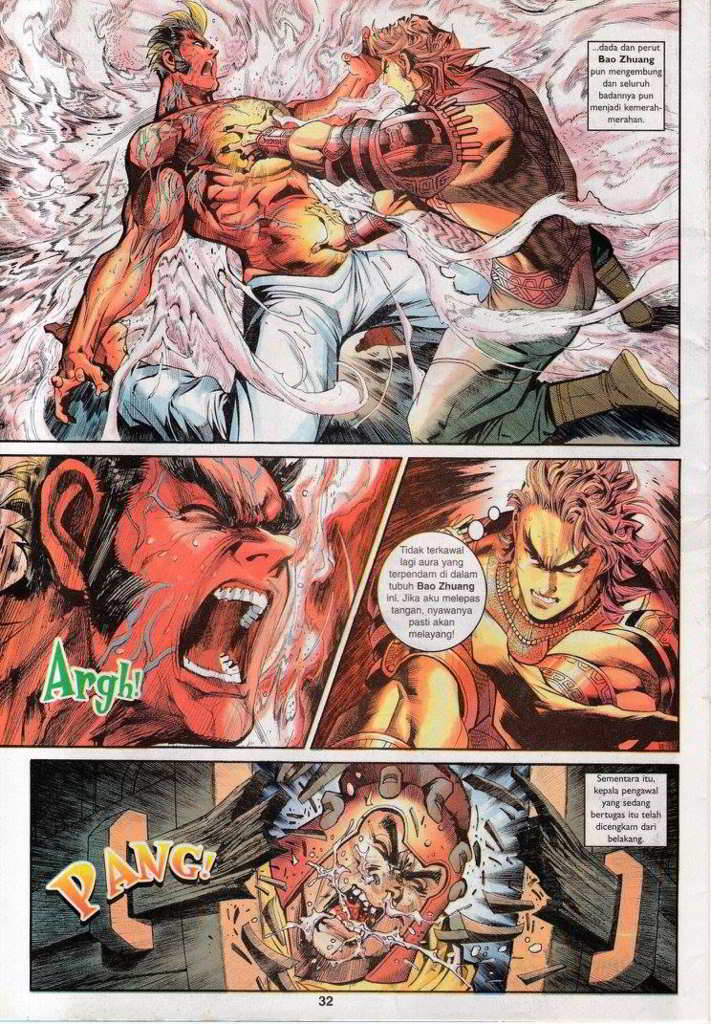 ...dada dan perut
Bao Zhuang
pun mengembung
dan seluruh
badannya pun
menjadi kemerah-
merahan.
Argh!
Tidak terkawal
lagi aura yang
terpendam di dalam
tubuh Bao Zhuang
ini. Jika aku melepas
tangan, nyawanya
pasti akan
melayang!
PANG!
Sementara itu,
kepala pengawal
yang sedang
bertugas itu telah
dicengkam dari
belakang.
32